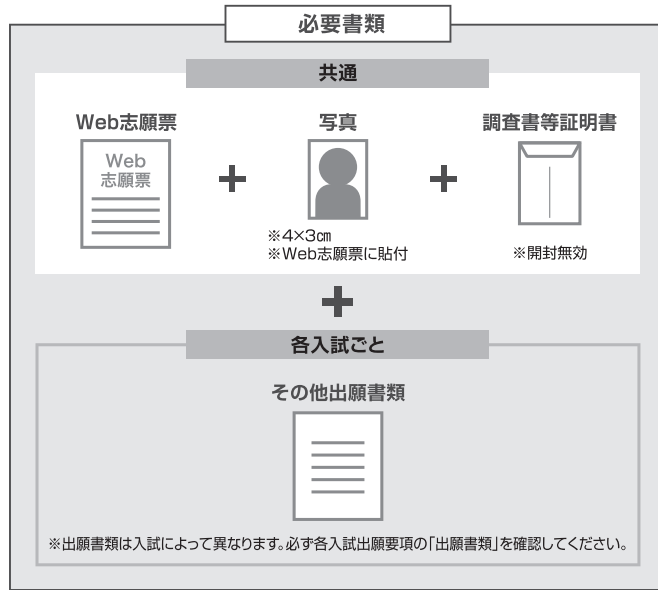 必要書類
共通
Web志願票
写真
調査書等証明書
Web
志願票
※4×3㎝
※Web志願票に貼付
※開封無効
各入試ごと
その他出願書類
※出願書類は入試によって異なります。必ず各入試出願要項の「出願書類」を確認してください。